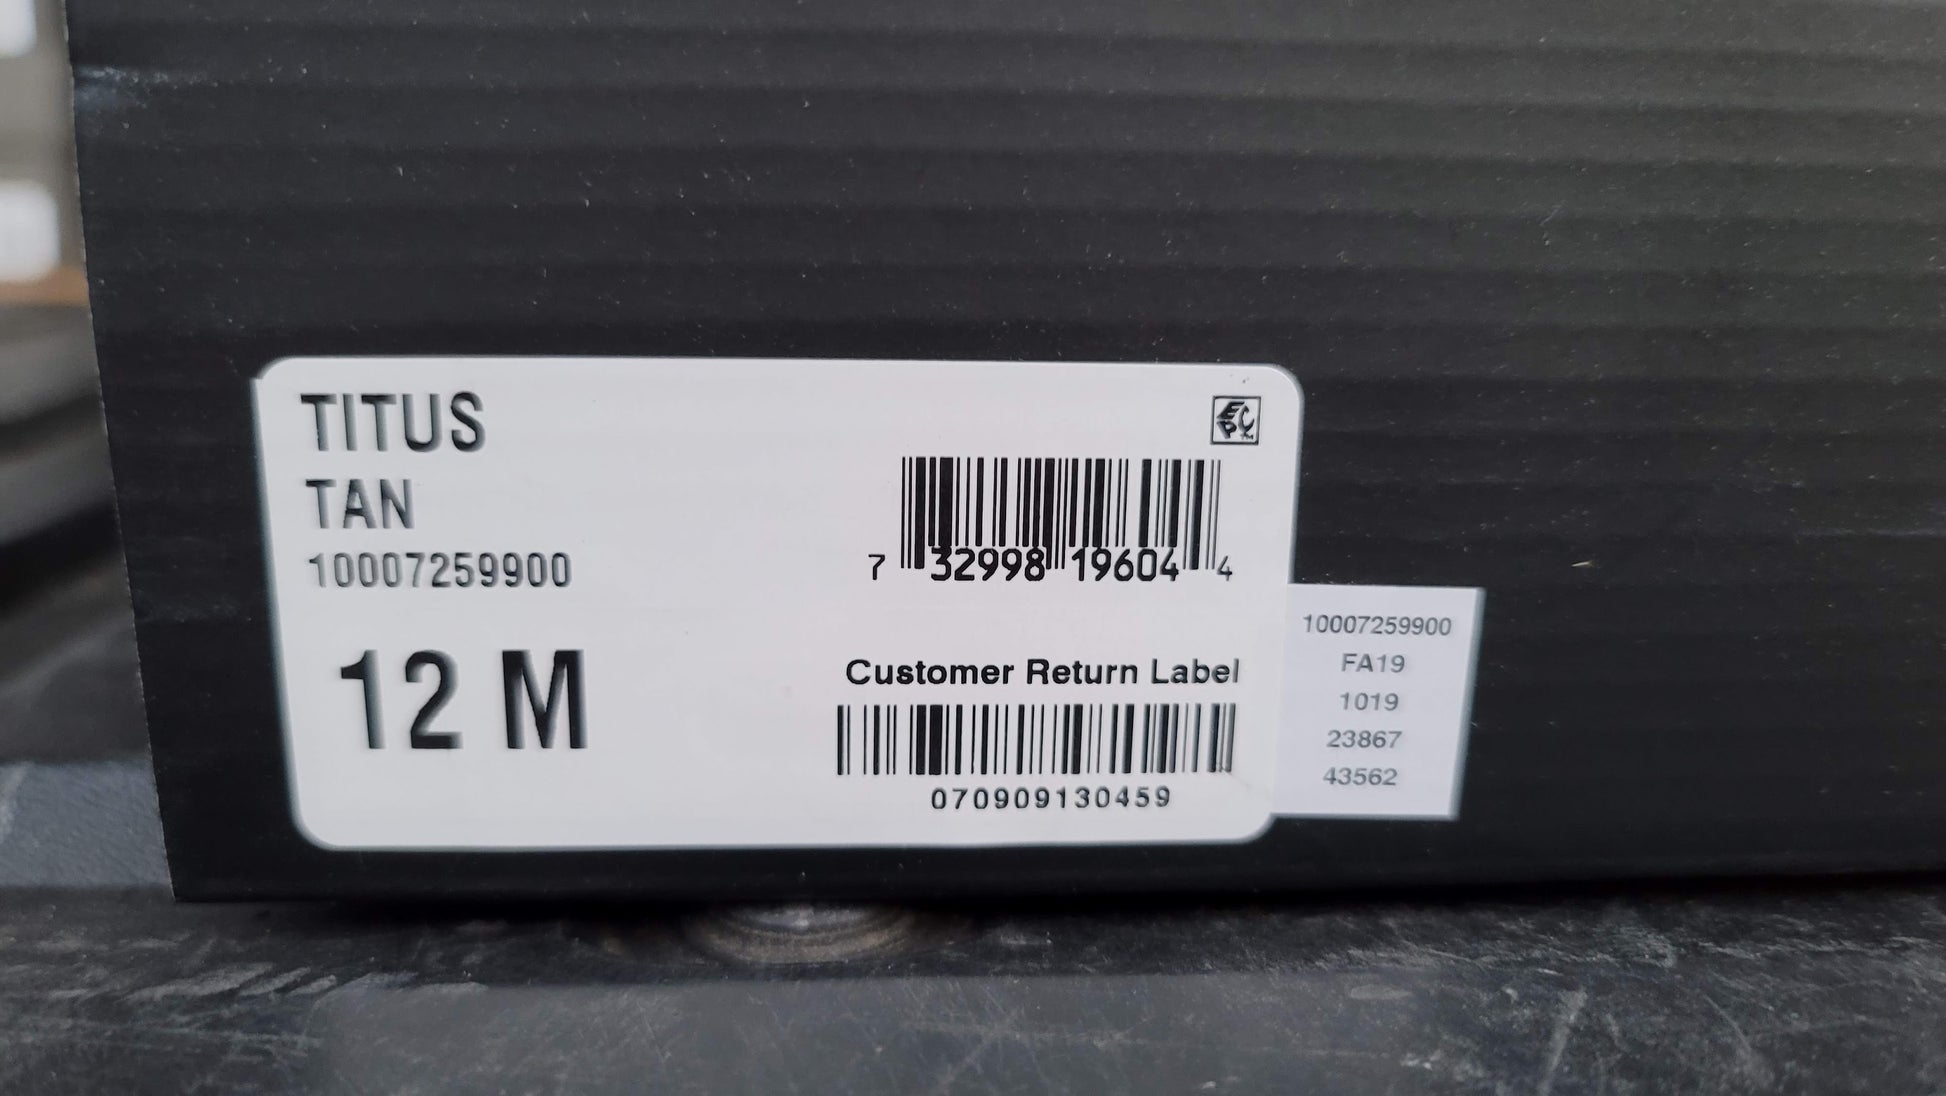 TITUS
TAN
10007259900
12 M
7 32998 19604 4
Customer Return Label
070909130459
10007259900
FA19
1019
23867
43562